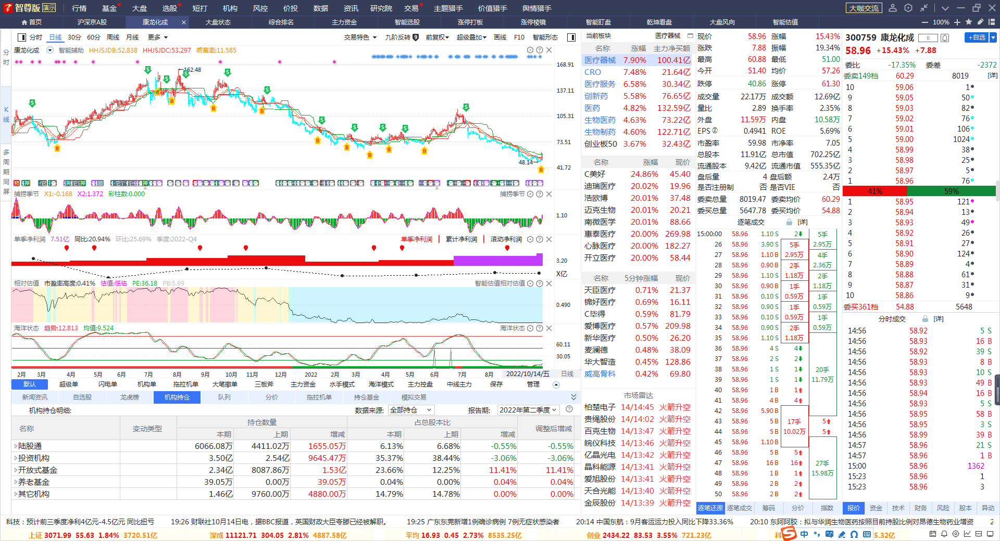 智尊版 演示 行情 基金 大盘 选股 短打 机构 风控 价投 数据 资讯 研究院 交易 主题猎手 价值猎手 舆情猎手 大咖交流
首页 沪深京A股 康龙化成 大盘状态 综合排名 主力资金 智能选股 涨停打板 涨停棱镜 智能盯盘 乾坤看盘 大盘风向 智能估值 100%
分时 日线 30分 60分 周线 月线 更多 交易特色 九阶反转 9 前复权 超级叠加 画线 F10 智能形态
分时
K线
多周期同屏
康龙化成 智能辅助 HHJSJDB:52.838 HHJSJDC:53.297 乖离率:11.585
162.48
48.14
168.91
137.11
105.31
73.51
41.72
捕捞季节 X1:-0.168 X2:1.372 彩柱数:0.000 捕捞季节
1.10
单季净利润 7.51亿 同比:20.94% 环比:25.69% 季度:2022-Q4 单季净利润 累计净利润 滚动净利润
3.20
X亿
相对估值 市盈率高度:0.41% 估值:低估 PE:36.18 PB:5.99 智能估值相对估值
0.490
海洋状态 趋势:12.813 均值:9.524 海洋状态
60.11
30.05
2月 3月 4月 5月 6月 7月 8月 9月 10月 11月 12月 2022 2月 3月 4月 5月 6月 7月 8月 2022/10/14/五 日线
默认 超级单 闪电单 机构单 拖拉机单 大笔撤单 三板斧 主力资金 水手模式 海洋模式 主力控盘 中线主力 保存 管理
新闻资讯 自选股 龙虎榜 机构持仓 队列 分价 拖拉机单 持仓基金 模拟交易
机构持仓明细: 数据来源: 全部持仓 报告期: 2022年第二季度
名称 变动类型 持仓数量 占总股本比 调整后增减
本期 上期 增减 本期 上期 增减
陆股通 6066.08万 4411.02万 1655.05万 6.13% 6.68% -0.55% -0.55%
投资机构 3.50亿 2.54亿 9645.47万 35.37% 38.44% -3.06% -3.06%
开放式基金 2.34亿 8087.86万 1.53亿 23.66% 12.25% 11.41% 11.41%
养老基金 39.05万 0.00万 39.05万 0.04% 0.00% 0.04% 0.04%
其它机构 1.46亿 9760.00万 4880.00万 14.79% 14.78% 0.00% 0.00%
当前板块 医疗器械
名称 涨幅 主力净买额
医疗器械 7.90% 100.41亿
CRO 7.48% 21.64亿
医疗服务 6.58% 30.34亿
创新药 5.58% 76.65亿
医药 4.82% 132.59亿
生物医药 4.63% 73.22亿
生物制药 4.60% 122.71亿
创业板50 3.67% 32.43亿
名称 涨幅 现价
C美好 24.86% 45.40
迪瑞医疗 20.02% 19.96
浩欧博 20.01% 37.48
迈克生物 20.01% 20.21
南微医学 20.01% 88.66
惠泰医疗 20.00% 269.98
心脉医疗 20.00% 182.27
开立医疗 20.00% 58.44
名称 5分钟涨幅 现价
天臣医疗 0.71% 21.37
锦好医疗 0.69% 16.11
C毕得 0.59% 81.79
爱博医疗 0.57% 209.98
新华医疗 0.50% 26.20
麦澜德 0.48% 38.09
华大智造 0.45% 128.86
威高骨科 0.42% 69.80
市场雷达
柏楚电子 14/14:45 火箭升空
贵绳股份 14/14:02 火箭升空
百克生物 14/13:47 火箭升空
皖仪科技 14/13:46 火箭升空
亿晶光电 14/13:42 火箭升空
晶科能源 14/13:41 火箭升空
爱旭股份 14/13:41 火箭升空
天合光能 14/13:40 火箭升空
金辰股份 14/13:39 火箭升空
现价 58.96 涨幅 15.43%
涨跌 7.88 振幅 19.34%
最高 60.88 最低 51.00
今开 51.40 均价 57.26
跌停 40.86 涨停 61.30
成交量 22.17万 成交额 12.69亿
量比 2.89 换手率 2.35%
外盘 11.59万 内盘 10.58万
EPS② 0.4941 ROE 5.69%
市盈率 59.98 市净率 7.05
总股本 11.91亿 总市值 702.25亿
流通股本 9.42亿 流通市值 555.35亿
盘后量 4 盘后额 2.4万
是否注册制 否 是否VIE 否
委卖总量 8019.47 委卖均价 60.29
委买总量 5647.78 委买均价 54.88
逐笔成交 [详]
15:00:00 58.96 1.10 S 2
26 58.96 3.90 S
27 58.96 1.10 B
28 58.96 0.90 B
29 58.96 1.10 S
30 58.96 0.90 B
31 58.96 0.10 S
32 58.96 0.90 B
33 58.96 0.10 S
34 58.96 0.90 S
35 58.96 1.10 S
36 58.96 4 S 4
37 58.96 2 S 2
38 58.96 1 S 1
39 58.96 1 S 1
40 58.96 1 B 1
41 58.96 4 B 4
42 58.96 5.90 B
43 58.96 5 B 5
44 58.96 5 B 5
45 58.96 1.10 B
46 58.96 5 B 5
47 58.96 16 B 16
48 58.96 1 B 1
49 58.96 2 B 2
50 58.96 2 B 2
5手 2.95万
2手 1.18万
1手 0.59万
1手 0.59万
2手 1.18万
17手 10.02万
5手 2.95万
4手 2.36万
2手 1.18万
1手 0.59万
1手 0.59万
20手 11.79万
27手 15.98万
逐笔还原 逐笔成交 筹码 分价 指数
300759 康龙化成 R +自选
58.96 +15.43% +7.88
委比 -17.35% 委差 -2372
委卖149档 60.29 8019 [详]
10 59.06 1
9 59.05 50
8 59.03 82
7 59.02 76
6 59.01 106
5 59.00 1024
4 58.99 38
3 58.98 25
2 58.97 5
1 58.96 76
41% 59%
1 58.95 121
2 58.94 13
3 58.93 49
4 58.92 26
5 58.91 27
6 58.90 124
7 58.89 4
8 58.88 61
9 58.87 31
10 58.86 9
委买361档 54.88 5648
分时成交 [详]
14:56 58.92 5 S
14:56 58.93 16 B
14:56 58.92 39 S
14:56 58.93 8 B
14:56 58.93 10 S
14:56 58.93 49 B
14:56 58.94 16 B
14:56 58.93 5 S
14:56 58.95 58 B
14:56 58.95 3 S
14:56 58.99 39 B
14:57 58.96 21 S
14:57 58.96 1 B
15:00 58.96 1362
15:23 58.96 1
15:23 58.96 3
报价 资金 技术 财务 风险 股本 异动
科技：预计前三季度净利4亿元-4.5亿元 同比扭亏 19:26 财联社10月14日电，据BBC报道，英国财政大臣夸滕已经被解职。 19:25 广东东莞新增1例确诊病例 7例无症状感染者 20:14 中国东航：9月客运运力投入同比下降33.36% 20:10 东阿阿胶：拟与华润生物医药按照目前持股比例对昂德生物药业增资 2
上证 3071.99 55.63 1.84% 3720.51亿 深成 11121.71 304.05 2.81% 4887.58亿 平均 16.93 0.45 2.73% 8535.25亿 创业 2434.22 83.53 3.55% 721.23亿 科 中 5.32亿